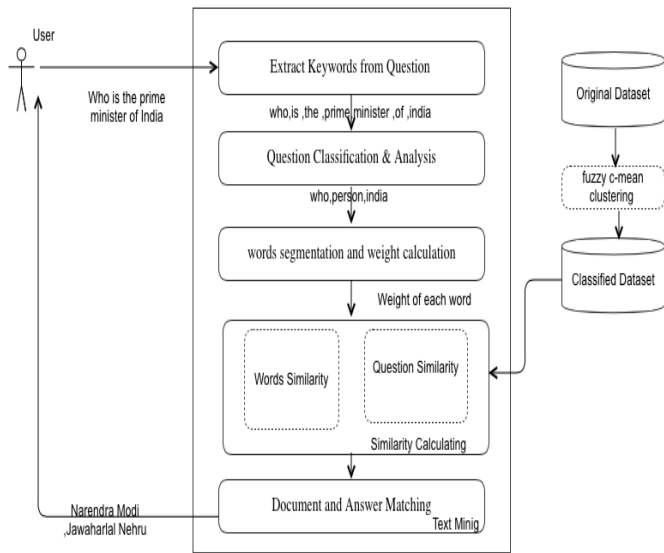 User
Extract Keywords from Question
Who is the prime
minister of India
who,is ,the ,prime,minister ,of ,india
Question Classification & Analysis
who,person,india
words segmentation and weight calculation
Weight of each word
Words Similarity
Question Similarity
Similarity Calculating
Document and Answer Matching
Text Minig
Narendra Modi
,Jawaharlal Nehru
Original Dataset
fuzzy c-mean
clustering
Classified Dataset